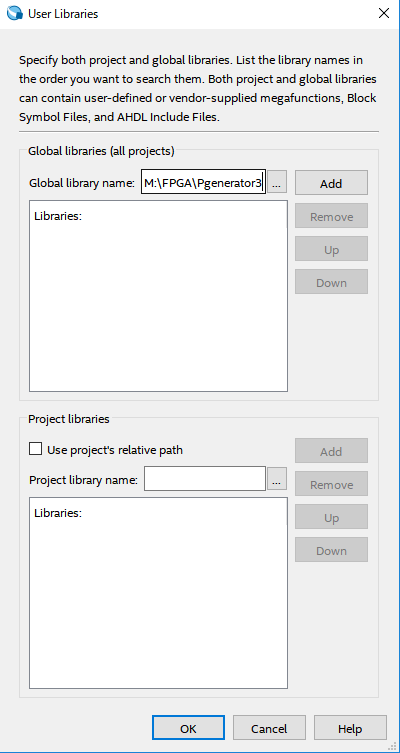 User Libraries
Specify both project and global libraries. List the library names in
the order you want to search them. Both project and global libraries
can contain user-defined or vendor-supplied megafunctions, Block
Symbol Files, and AHDL Include Files.
Global libraries (all projects)
Global library name: M:\FPGA\Pgenerator3 ... Add
Libraries:
Remove
Up
Down
Project libraries
Use project's relative path
Add
Project library name: ... Remove
Libraries:
Up
Down
OK Cancel Help